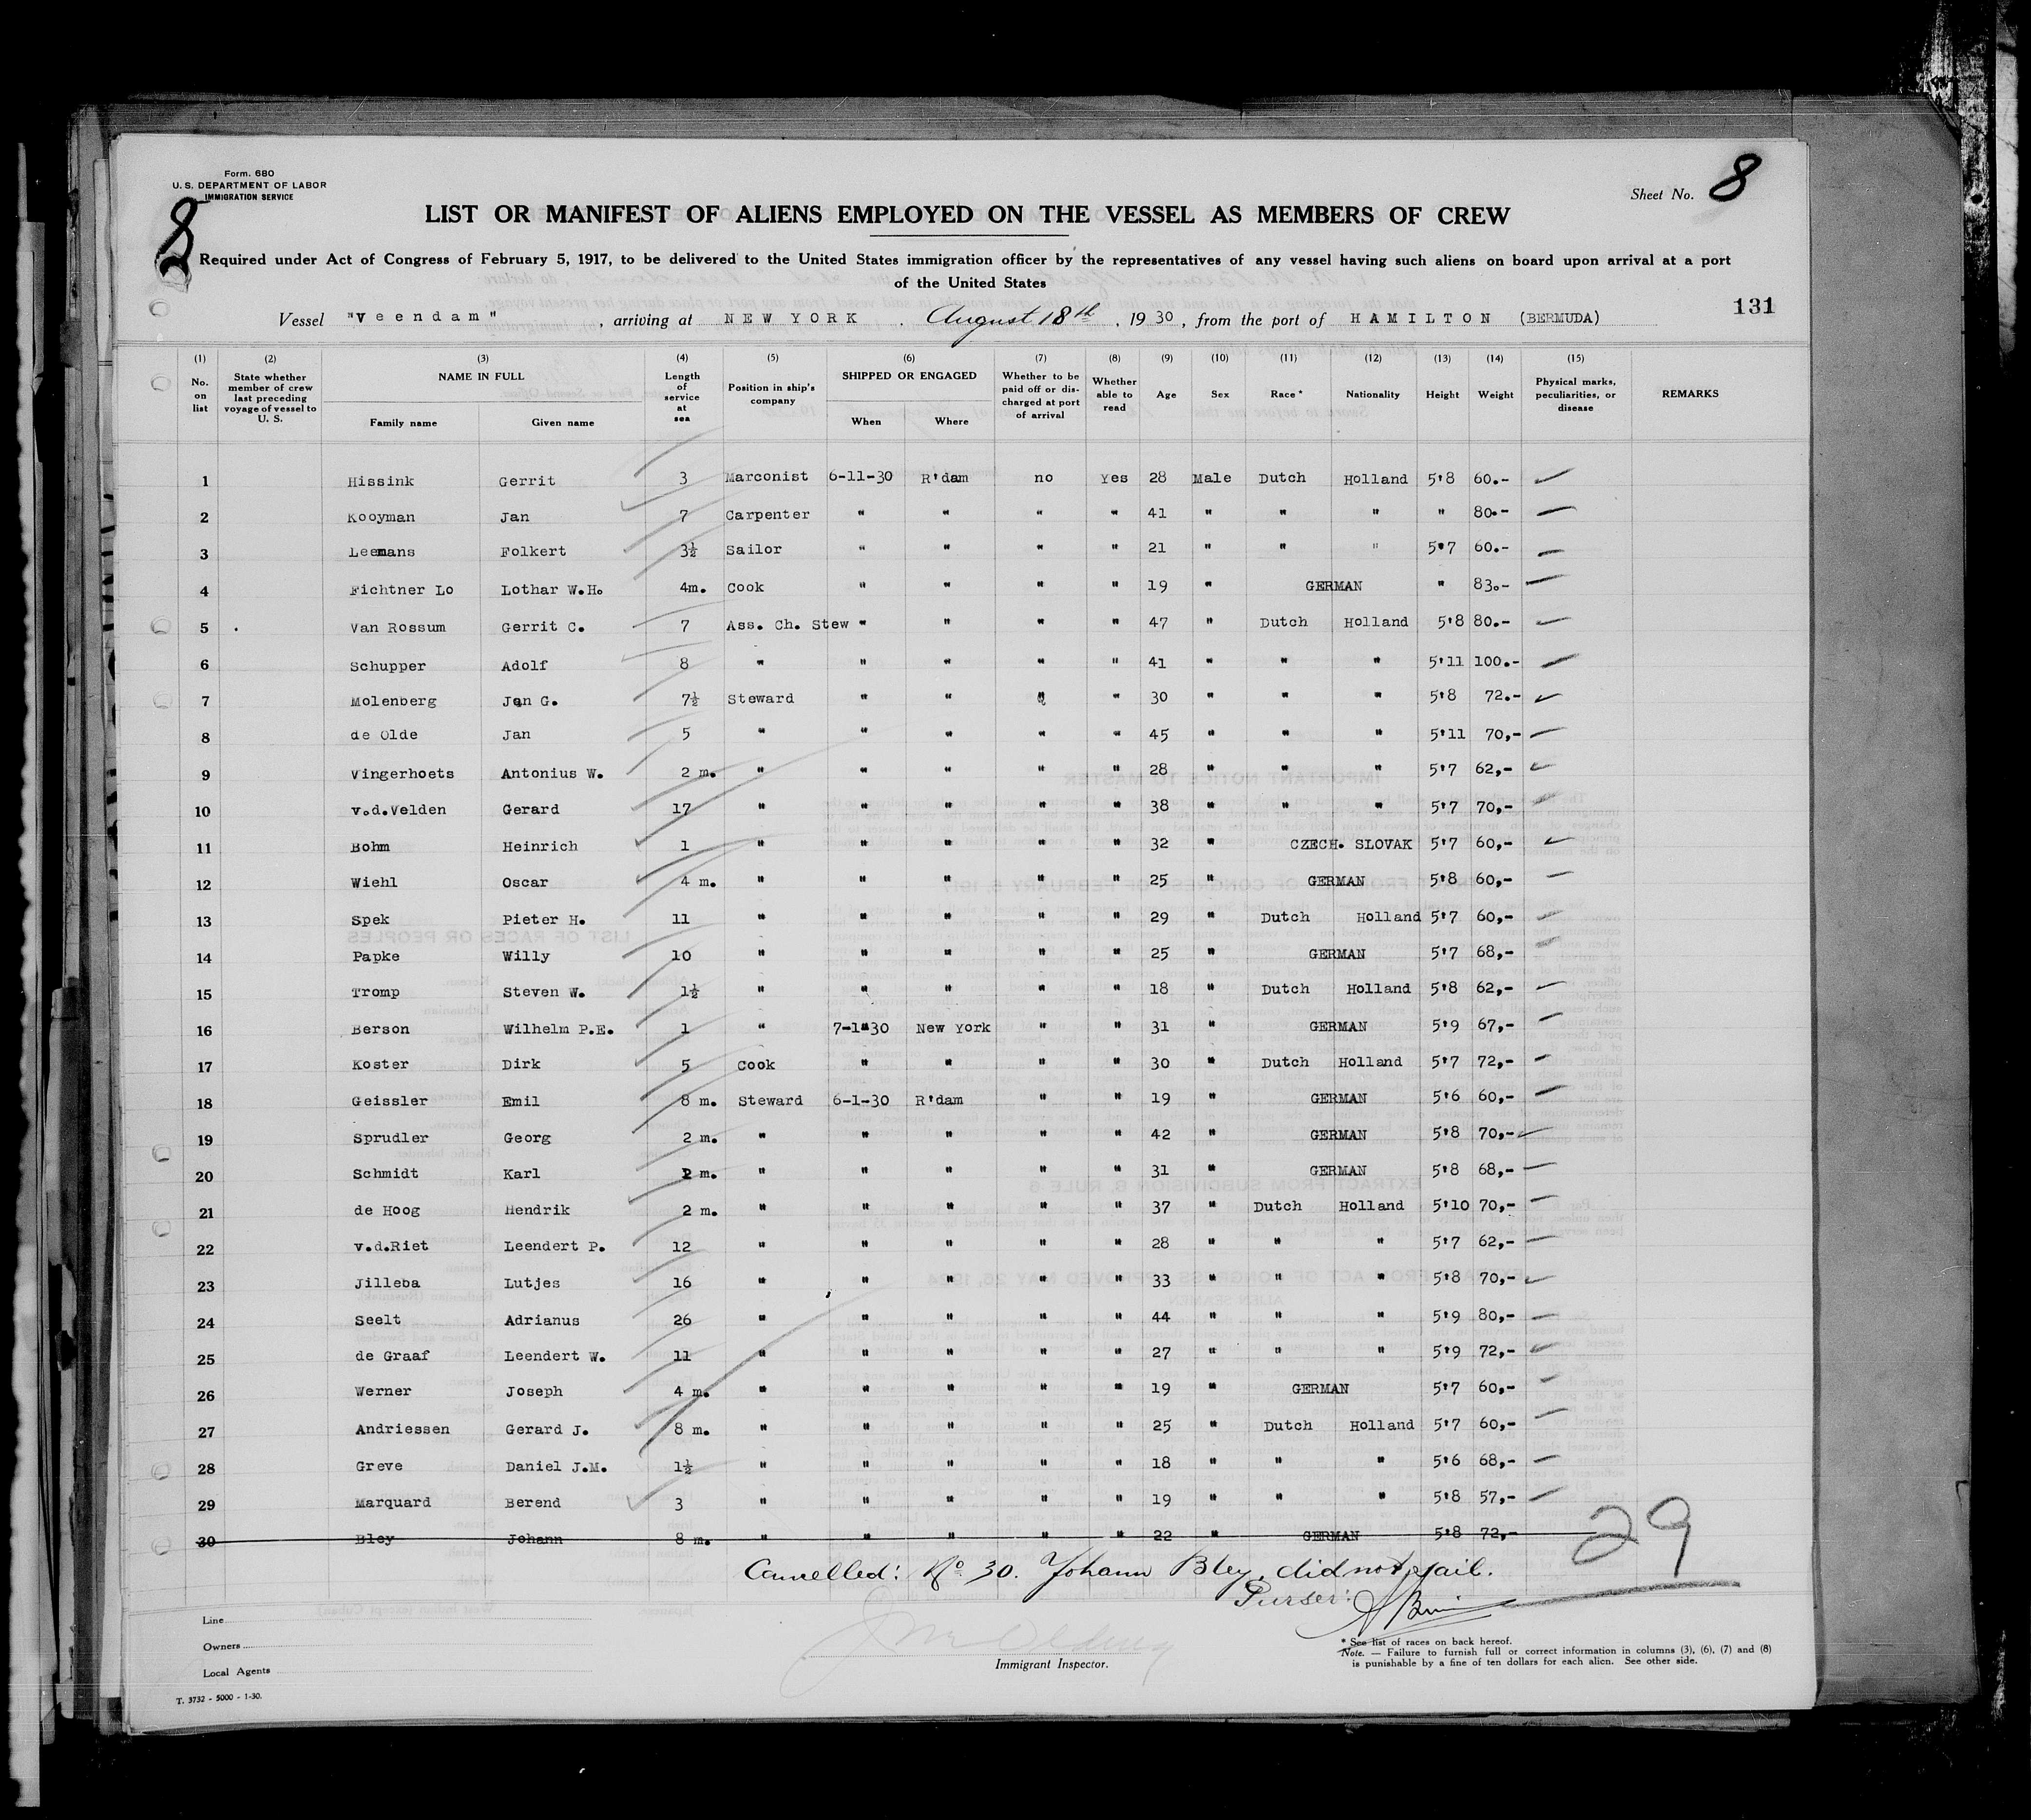 Form. 680
U. S. DEPARTMENT OF LABOR
IMMIGRATION SERVICE
8
Sheet No. 8
LIST OR MANIFEST OF ALIENS EMPLOYED ON THE VESSEL AS MEMBERS OF CREW
Required under Act of Congress of February 5, 1917, to be delivered to the United States immigration officer by the representatives of any vessel having such aliens on board upon arrival at a port
of the United States
131
Vessel "Veendam", arriving at NEW YORK. August 18th, 1930, from the port of HAMILTON (BERMUDA)
(1) (2) (3) (4) (5) (6) (7) (8) (9) (10) (11) (12) (13) (14) (15)
No. on list State whether member of crew last preceding voyage of vessel to U. S. NAME IN FULL Family name Given name Length of service at sea Position in ship's company SHIPPED OR ENGAGED When Where Whether to be paid off or discharged at port of arrival Whether able to read Age Sex Race * Nationality Height Weight Physical marks, peculiarities, or disease REMARKS
1 Hissink Gerrit 3 Marconist 6-11-30 R'dam no Yes 28 Male Dutch Holland 5'8 60.-
2 Kooyman Jan 7 Carpenter " " " " 41 " " " " 80.-
3 Leemans Folkert 3½ Sailor " " " " 21 " " " 5'7 60.-
4 Fichtner Lo Lothar W.H. 4m. Cook " " " " 19 " GERMAN " 83.-
5 Van Rossum Gerrit C. 7 Ass. Ch. Stew " " " " 47 " Dutch Holland 5'8 80.-
6 Schupper Adolf 8 " " " " " 41 " " " 5'11 100.-
7 Molenberg Jan G. 7½ Steward " " " " 30 " " " 5'8 72.-
8 de Olde Jan 5 " " " " " 45 " " " 5'11 70,-
9 Vingerhoets Antonius W. 2 m. " " " " " 28 " " " 5'7 62,-
10 v.d.Velden Gerard 17 " " " " " 38 " " " 5'7 70,-
11 Bohm Heinrich 1 " " " " " 32 " CZECH. SLOVAK 5'7 60,-
12 Wiehl Oscar 4 m. " " " " " 25 " GERMAN 5'8 60,-
13 Spek Pieter H. 11 " " " " " 29 " Dutch Holland 5'7 60,-
14 Papke Willy 10 " " " " " 25 " GERMAN 5'7 68,-
15 Tromp Steven W. 1½ " " " " " 18 " Dutch Holland 5'8 62,-
16 Berson Wilhelm P.E. 1 " 7-1-30 New York " " 31 " GERMAN 5'9 67,-
17 Koster Dirk 5 Cook " " " " 30 " Dutch Holland 5'7 72,-
18 Geissler Emil 8 m. Steward 6-1-30 R'dam " " 19 " GERMAN 5'6 60,-
19 Sprudler Georg 2 m. " " " " " 42 " GERMAN 5'8 70,-
20 Schmidt Karl 2 m. " " " " " 31 " GERMAN 5'8 68,-
21 de Hoog Hendrik 2 m. " " " " " 37 " Dutch Holland 5'10 70,-
22 v.d.Riet Leendert P. 12 " " " " " 28 " " " 5'7 62,-
23 Jilleba Lutjes 16 " " " " " 33 " " " 5'8 70,-
24 Seelt Adrianus 26 " " " " " 44 " " " 5'9 80,-
25 de Graaf Leendert W. 11 " " " " " 27 " " " 5'9 72,-
26 Werner Joseph 4 m. " " " " " 19 " GERMAN 5'7 60,-
27 Andriessen Gerard J. 8 m. " " " " " 25 " Dutch Holland 5'7 60,-
28 Greve Daniel J.M. 1½ " " " " " 18 " " " 5'6 68,-
29 Marquard Berend 3 " " " " " 19 " " " 5'8 57,-
30 Bley Johann 8 m. " " " " " 22 " GERMAN 5'8 72,-
29
Cancelled: No 30. Johann Bley, did not sail.
Purser:
Line
Owners
Local Agents
Immigrant Inspector.
* See list of races on back hereof.
Note. — Failure to furnish full or correct information in columns (3), (6), (7) and (8)
is punishable by a fine of ten dollars for each alien. See other side.
T. 3732 - 5000 - 1-30.